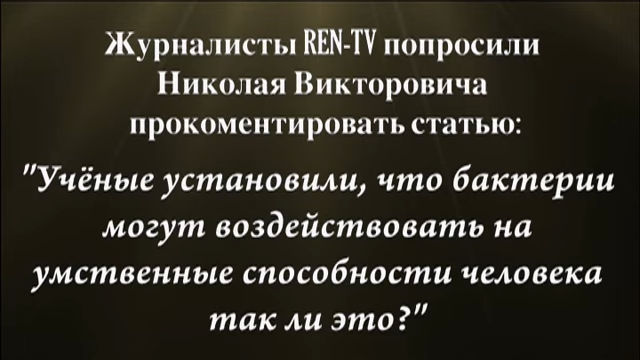 Журналисты REN-TV попросили
Николая Викторовича
прокоментировать статью:
"Учёные установили, что бактерии
могут воздействовать на
умственные способности человека
так ли это?"